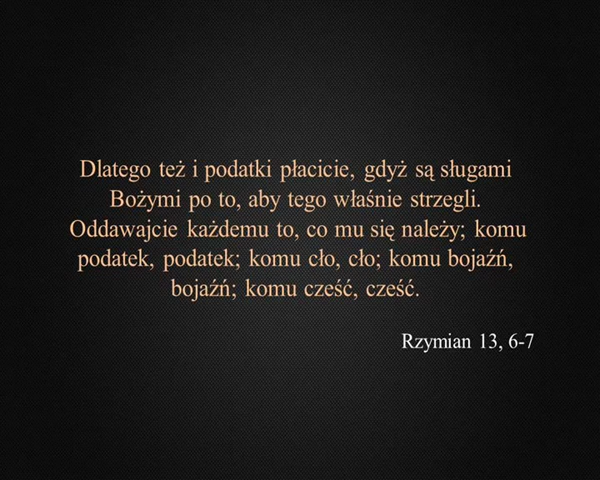 Dlatego też i podatki płacicie, gdyż są sługami
Bożymi po to, aby tego właśnie strzegli.
Oddawajcie każdemu to, co mu się należy; komu
podatek, podatek; komu cło, cło; komu bojaźń,
bojaźń; komu cześć, cześć.
Rzymian 13, 6-7